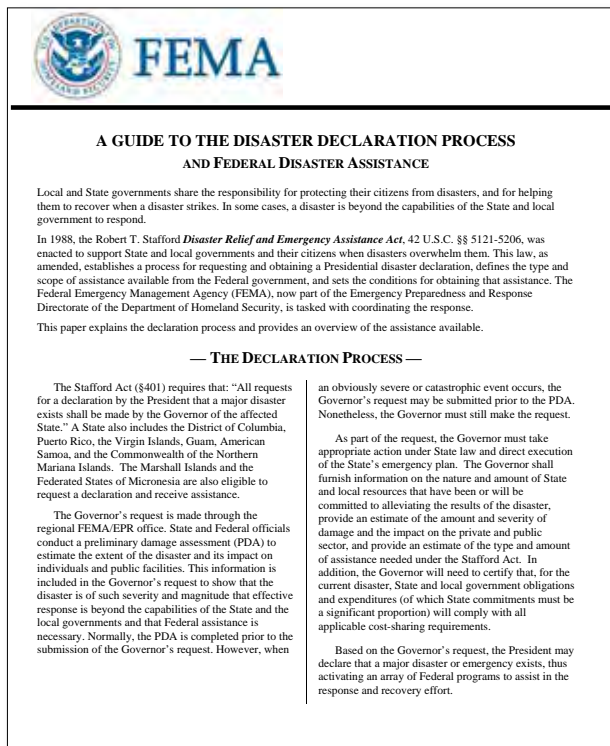 U.S. DEPARTMENT OF
HOMELAND SECURITY
FEMA
A GUIDE TO THE DISASTER DECLARATION PROCESS
AND FEDERAL DISASTER ASSISTANCE
Local and State governments share the responsibility for protecting their citizens from disasters, and for helping
them to recover when a disaster strikes. In some cases, a disaster is beyond the capabilities of the State and local
government to respond.
In 1988, the Robert T. Stafford Disaster Relief and Emergency Assistance Act, 42 U.S.C. §§ 5121-5206, was
enacted to support State and local governments and their citizens when disasters overwhelm them. This law, as
amended, establishes a process for requesting and obtaining a Presidential disaster declaration, defines the type and
scope of assistance available from the Federal government, and sets the conditions for obtaining that assistance. The
Federal Emergency Management Agency (FEMA), now part of the Emergency Preparedness and Response
Directorate of the Department of Homeland Security, is tasked with coordinating the response.
This paper explains the declaration process and provides an overview of the assistance available.
— THE DECLARATION PROCESS —
The Stafford Act (§401) requires that: “All requests
for a declaration by the President that a major disaster
exists shall be made by the Governor of the affected
State.” A State also includes the District of Columbia,
Puerto Rico, the Virgin Islands, Guam, American
Samoa, and the Commonwealth of the Northern
Mariana Islands. The Marshall Islands and the
Federated States of Micronesia are also eligible to
request a declaration and receive assistance.
The Governor’s request is made through the
regional FEMA/EPR office. State and Federal officials
conduct a preliminary damage assessment (PDA) to
estimate the extent of the disaster and its impact on
individuals and public facilities. This information is
included in the Governor’s request to show that the
disaster is of such severity and magnitude that effective
response is beyond the capabilities of the State and the
local governments and that Federal assistance is
necessary. Normally, the PDA is completed prior to the
submission of the Governor’s request. However, when
an obviously severe or catastrophic event occurs, the
Governor’s request may be submitted prior to the PDA.
Nonetheless, the Governor must still make the request.
As part of the request, the Governor must take
appropriate action under State law and direct execution
of the State’s emergency plan. The Governor shall
furnish information on the nature and amount of State
and local resources that have been or will be
committed to alleviating the results of the disaster,
provide an estimate of the amount and severity of
damage and the impact on the private and public
sector, and provide an estimate of the type and amount
of assistance needed under the Stafford Act. In
addition, the Governor will need to certify that, for the
current disaster, State and local government obligations
and expenditures (of which State commitments must be
a significant proportion) will comply with all
applicable cost-sharing requirements.
Based on the Governor’s request, the President may
declare that a major disaster or emergency exists, thus
activating an array of Federal programs to assist in the
response and recovery effort.